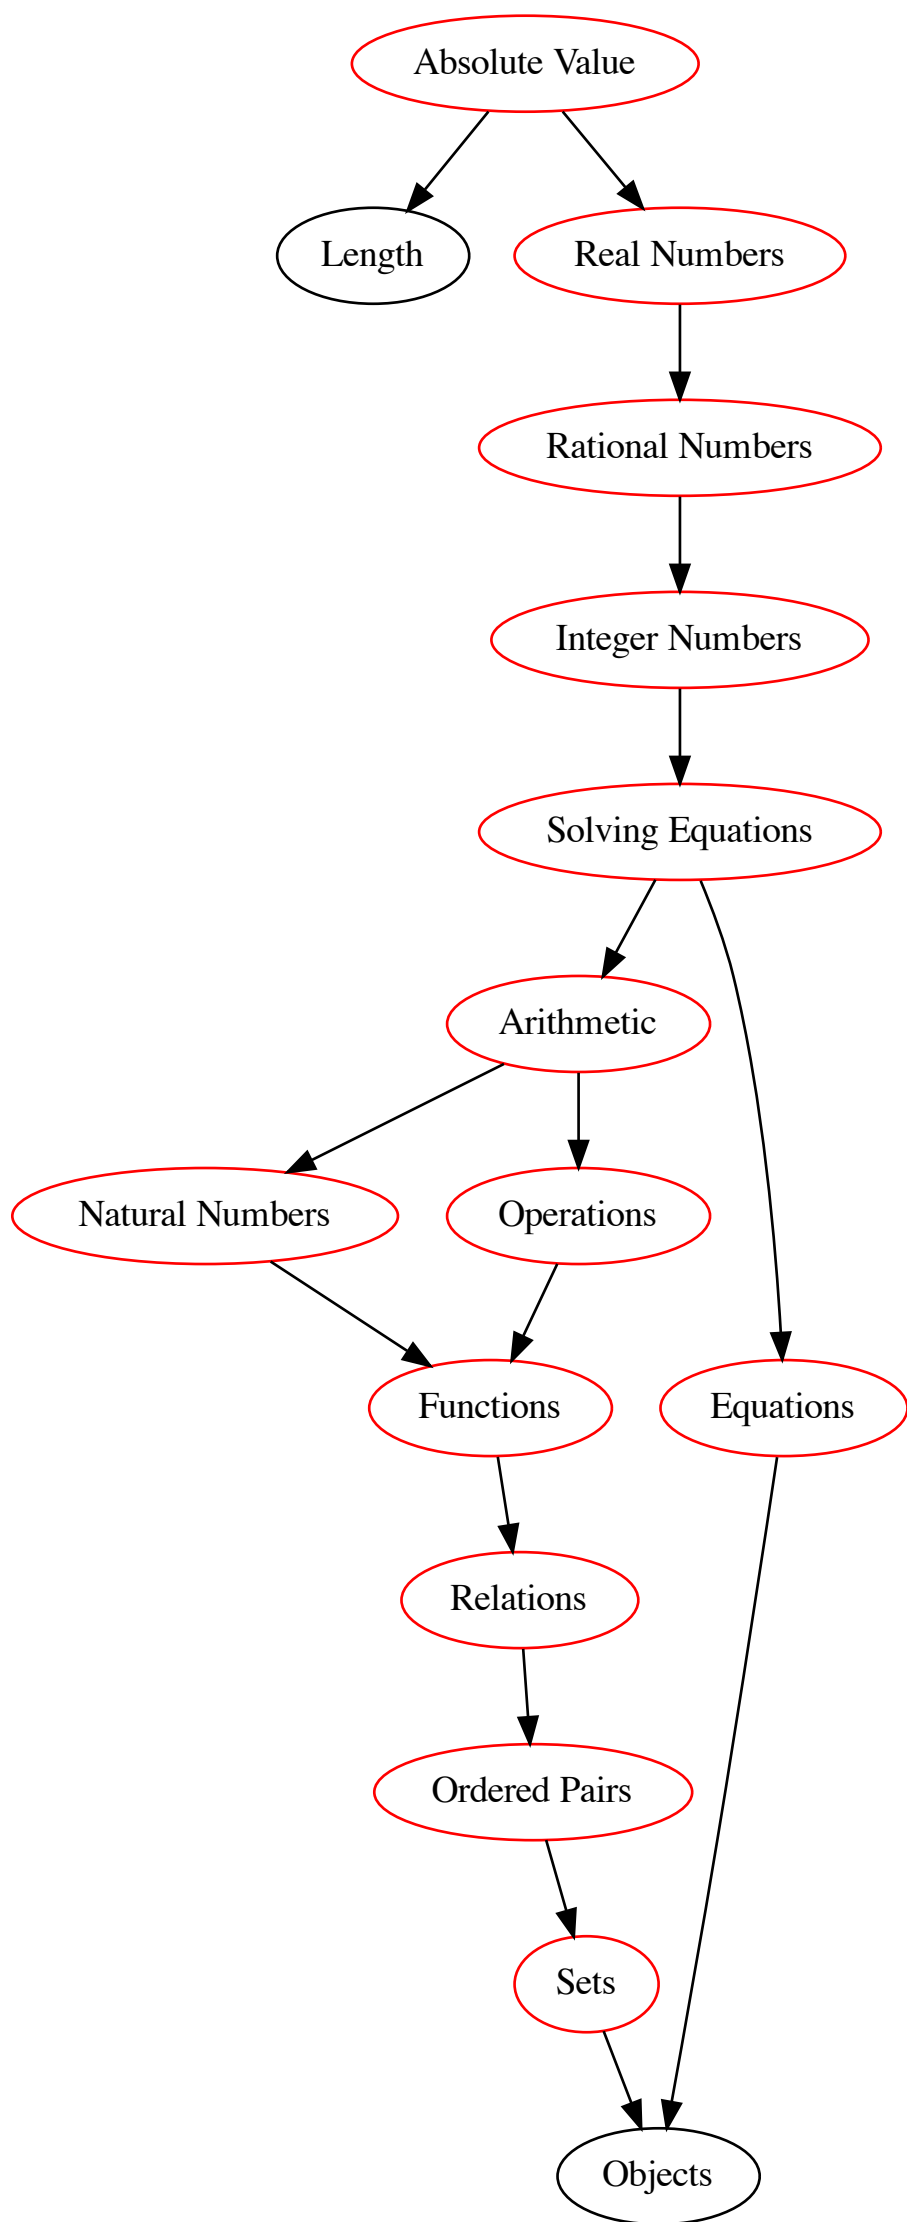 Absolute Value
Length
Real Numbers
Rational Numbers
Integer Numbers
Solving Equations
Arithmetic
Natural Numbers
Operations
Functions
Equations
Relations
Ordered Pairs
Sets
Objects